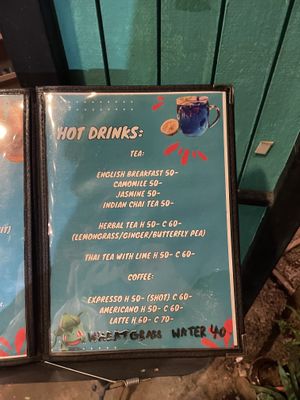 HOT DRINKS:
TEA:
ENGLISH BREAKFAST 50-
CAMOMILE 50-
JASMINE 50-
INDIAN CHAI TEA 50-
HERBAL TEA H 50- C 60-
(LEMONGRASS/GINGER/BUTTERFLY PEA)
THAI TEA WITH LIME H 50- C 60-
COFFEE:
EXPRESSO H 50- (SHOT) C 60-
AMERICANO H 50- C 60-
LATTE H 60- C 70-
WHEATGRASS WATER 40